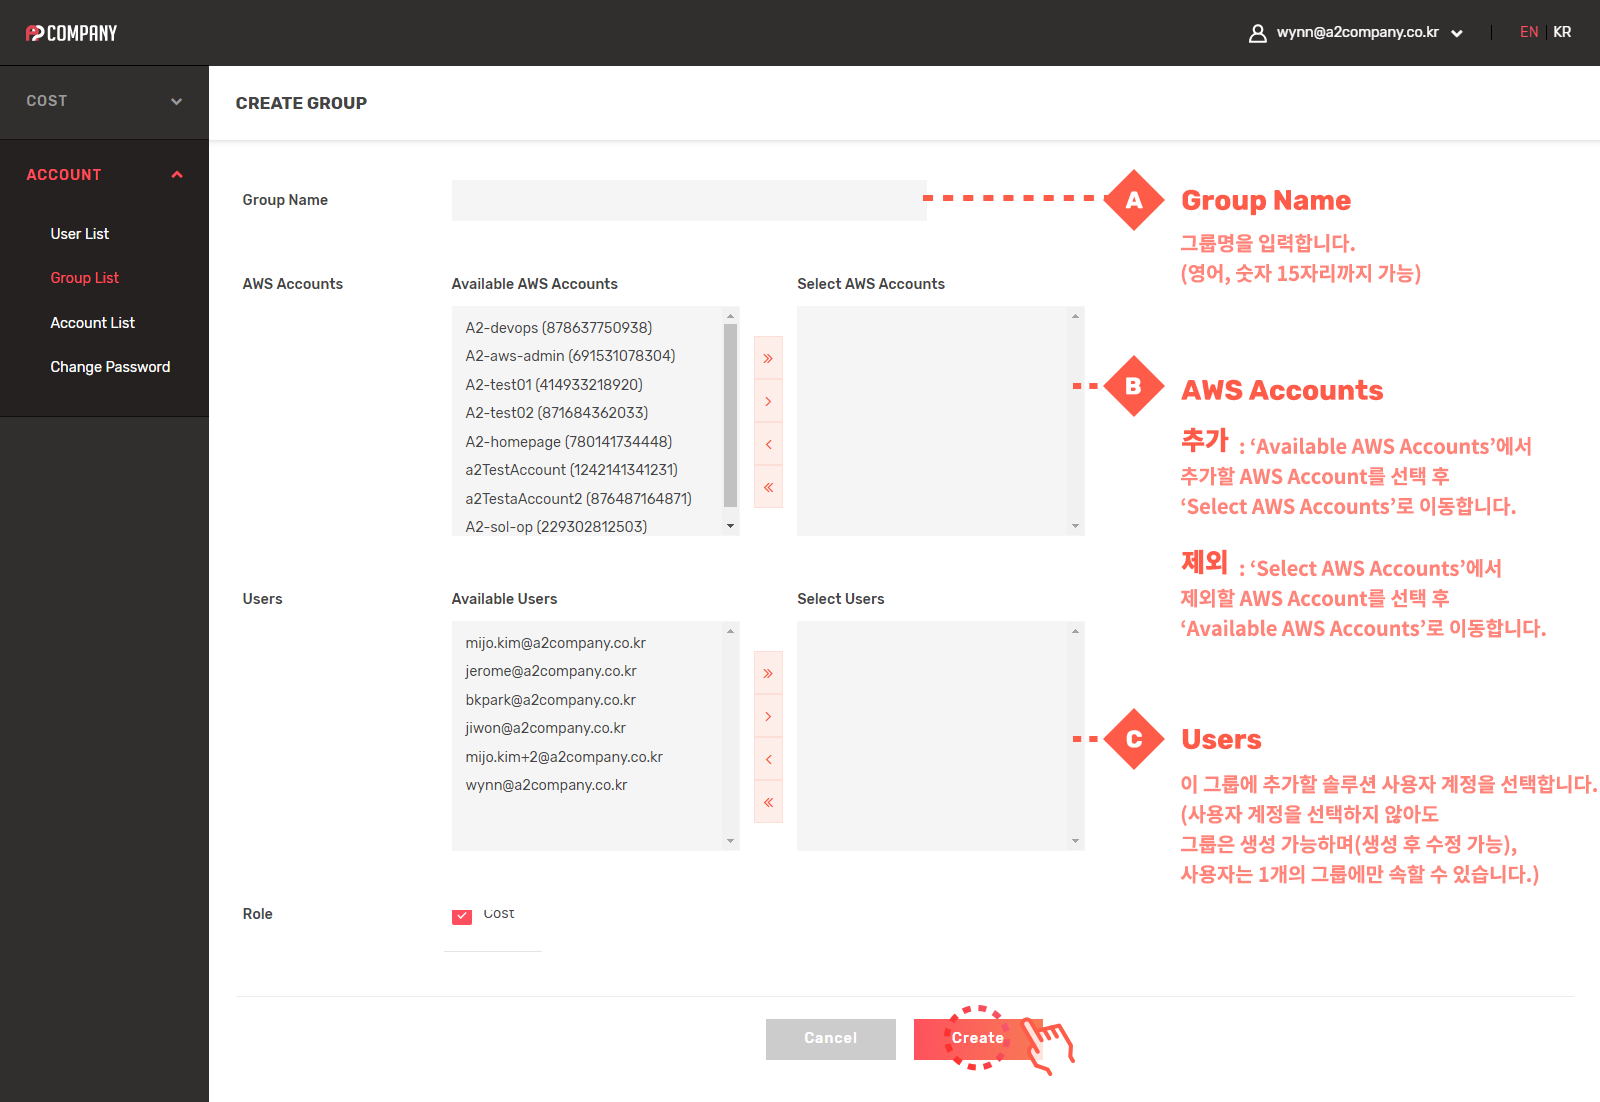 A2 COMPANY
wynn@a2company.co.kr
EN | KR
COST
ACCOUNT
User List
Group List
Account List
Change Password
CREATE GROUP
Group Name
A
Group Name
그룹명을 입력합니다.
(영어, 숫자 15자리까지 가능)
AWS Accounts
Available AWS Accounts
Select AWS Accounts
A2-devops (878637750938)
A2-aws-admin (691531078304)
A2-test01 (414933218920)
A2-test02 (871684362033)
A2-homepage (780141734448)
a2TestAccount (1242141341231)
a2TestaAccount2 (876487164871)
A2-sol-op (229302812503)
B
AWS Accounts
추가 : ‘Available AWS Accounts’에서
추가할 AWS Account를 선택 후
‘Select AWS Accounts’로 이동합니다.
제외 : ‘Select AWS Accounts’에서
제외할 AWS Account를 선택 후
‘Available AWS Accounts’로 이동합니다.
Users
Available Users
Select Users
mijo.kim@a2company.co.kr
jerome@a2company.co.kr
bkpark@a2company.co.kr
jiwon@a2company.co.kr
mijo.kim+2@a2company.co.kr
wynn@a2company.co.kr
C
Users
이 그룹에 추가할 솔루션 사용자 계정을 선택합니다.
(사용자 계정을 선택하지 않아도
그룹은 생성 가능하며(생성 후 수정 가능),
사용자는 1개의 그룹에만 속할 수 있습니다.)
Role
Cost
Cancel
Create